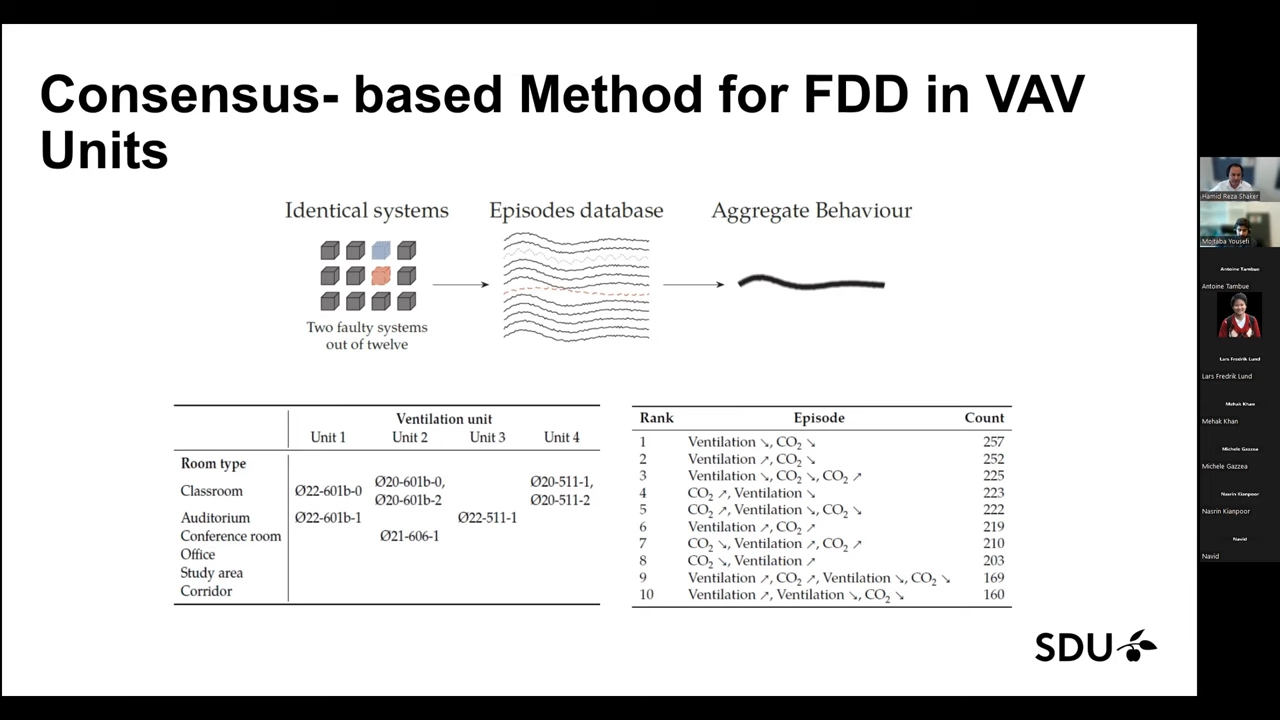 Consensus- based Method for FDD in VAV
Units
Identical systems
Episodes database
Aggregate Behaviour
Two faulty systems
out of twelve
Ventilation unit
Unit 1 Unit 2 Unit 3 Unit 4
Room type
Classroom Ø22-601b-0 Ø20-601b-0, Ø20-601b-2 Ø20-511-1, Ø20-511-2
Auditorium Ø22-601b-1 Ø22-511-1
Conference room Ø21-606-1
Office
Study area
Corridor
Rank Episode Count
1 Ventilation ↘, CO₂ ↘ 257
2 Ventilation ↗, CO₂ ↘ 252
3 Ventilation ↘, CO₂ ↘, CO₂ ↗ 225
4 CO₂ ↗, Ventilation ↘ 223
5 CO₂ ↗, Ventilation ↘, CO₂ ↘ 222
6 Ventilation ↗, CO₂ ↗ 219
7 CO₂ ↘, Ventilation ↗, CO₂ ↗ 210
8 CO₂ ↘, Ventilation ↗ 203
9 Ventilation ↗, CO₂ ↗, Ventilation ↘, CO₂ ↘ 169
10 Ventilation ↗, Ventilation ↘, CO₂ ↘ 160
SDU
Hamid Reza Shaker
Mojtaba Yousefi
Antoine Tambue
Antoine Tambue
Lars Fredrik Lund
Lars Fredrik Lund
Mehak Khan
Mehak Khan
Michele Gazzea
Michele Gazzea
Nasrin Kianpoor
Nasrin Kianpoor
Navid
Navid